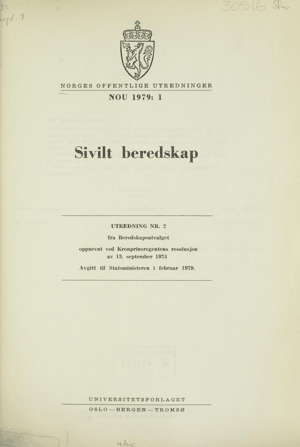 30516
NORGES OFFENTLIGE UTREDNINGER
NOU 1979: 1
Sivilt beredskap
UTREDNING NR. 2
fra Beredskapsutvalget
oppnevnt ved Kronprinsregentens resolusjon
av 13. september 1974
Avgitt til Statsministeren 1 februar 1979.
UNIVERSITETSFORLAGET
OSLO — BERGEN — TROMSØ